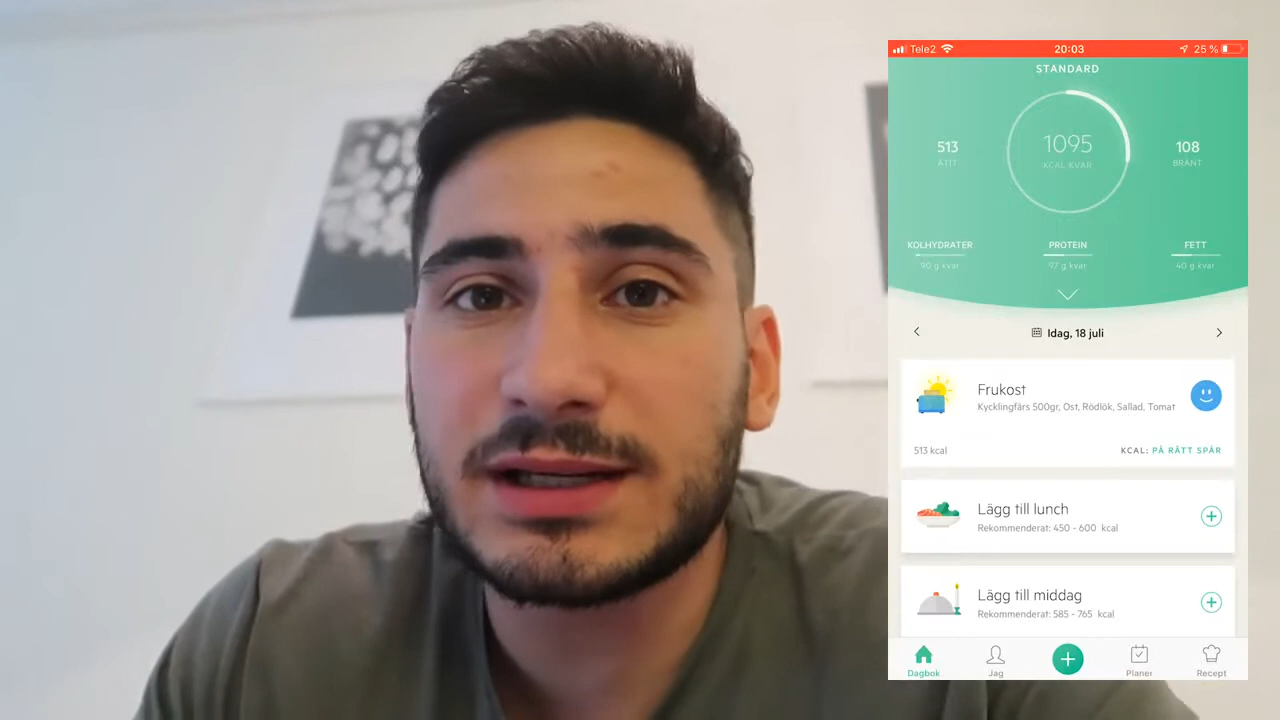 Tele2 20:03 25 %
STANDARD
513 1095 108
ÄTIT KCAL KVAR BRÄNT
KOLHYDRATER PROTEIN FETT
90 g kvar 97 g kvar 40 g kvar
Idag, 18 juli
Frukost
Kycklingfärs 500gr, Ost, Rödlök, Sallad, Tomat
513 kcal KCAL: PÅ RÄTT SPÅR
Lägg till lunch
Rekommenderat: 450 - 600 kcal
Lägg till middag
Rekommenderat: 585 - 765 kcal
Dagbok Jag Planer Recept